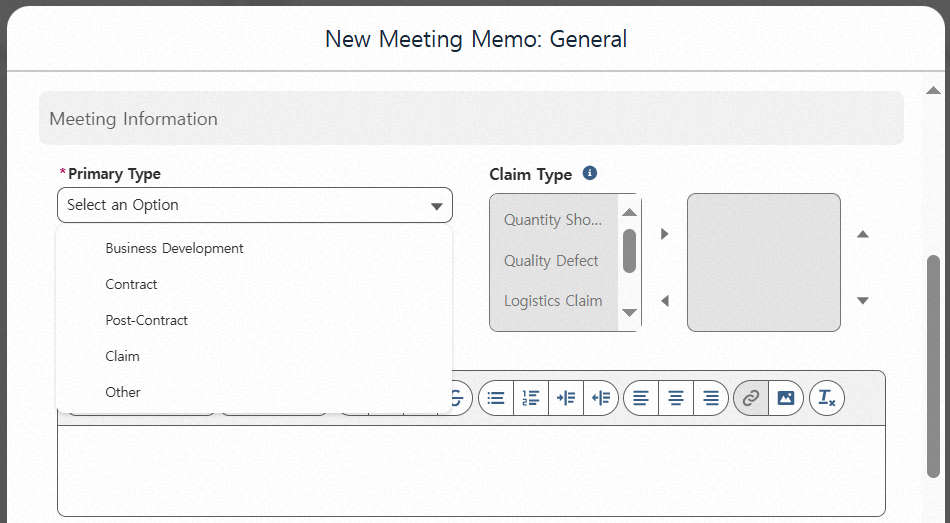 New Meeting Memo: General
Meeting Information
*Primary Type
Select an Option
Business Development
Contract
Post-Contract
Claim
Other
Claim Type
Quantity Sho...
Quality Defect
Logistics Claim